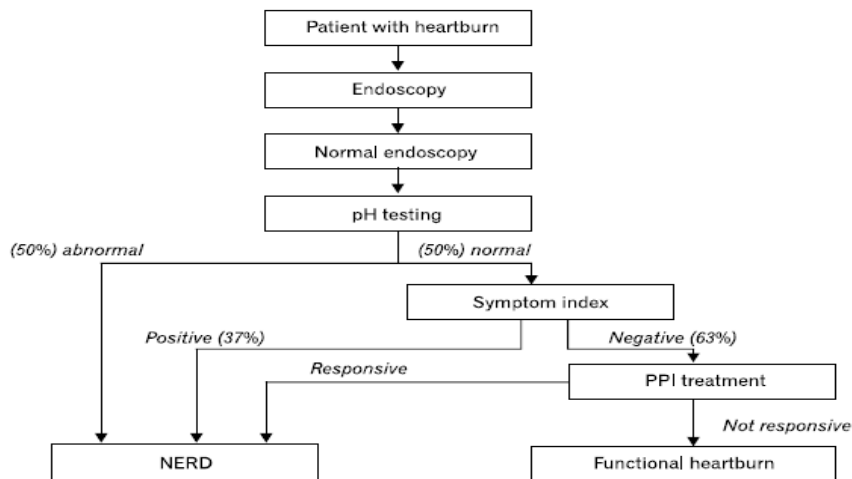 Patient with heartburn
Endoscopy
Normal endoscopy
pH testing
(50%) abnormal
(50%) normal
Symptom index
Positive (37%)
Negative (63%)
Responsive
PPI treatment
Not responsive
NERD
Functional heartburn